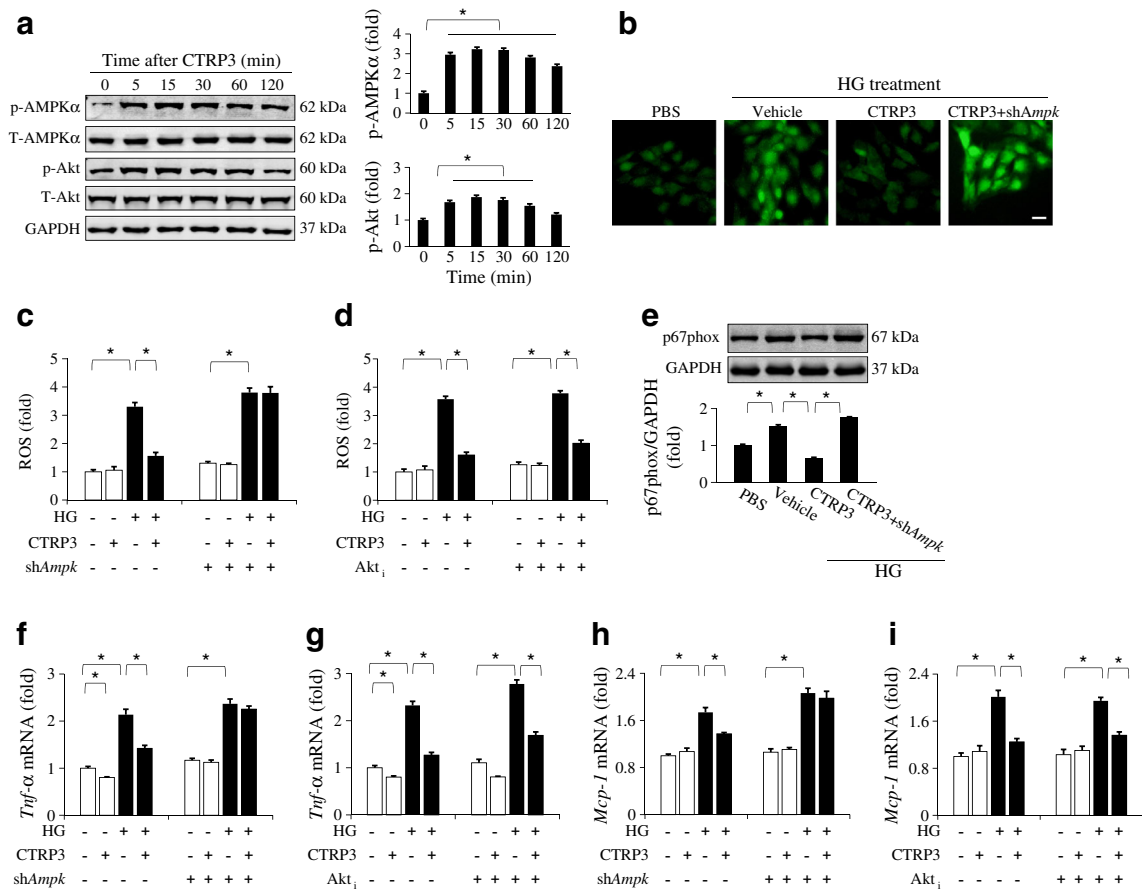 a
Time after CTRP3 (min)
0 5 15 30 60 120
p-AMPKα 62 kDa
T-AMPKα 62 kDa
p-Akt 60 kDa
T-Akt 60 kDa
GAPDH 37 kDa
p-AMPKα (fold)
*
4
3
2
1
0
0 5 15 30 60 120
p-Akt (fold)
*
3
2
1
0
0 5 15 30 60 120
Time (min)
b
HG treatment
PBS Vehicle CTRP3 CTRP3+shAmpk
c
ROS (fold)
* * *
5
4
3
2
1
0
HG - - + + - - + +
CTRP3 - + - + - + - +
shAmpk - - - - + + + +
d
ROS (fold)
* * * *
5
4
3
2
1
0
HG - - + + - - + +
CTRP3 - + - + - + - +
Akt i - - - - + + + +
e
p67phox 67 kDa
GAPDH 37 kDa
p67phox/GAPDH
(fold)
* * *
2
1
0
PBS Vehicle CTRP3 CTRP3+shAmpk
HG
f
Tnf-α mRNA (fold)
* * * *
3
2
1
0
HG - - + + - - + +
CTRP3 - + - + - + - +
shAmpk - - - - + + + +
g
Tnf-α mRNA (fold)
* * * * *
3
2
1
0
HG - - + + - - + +
CTRP3 - + - + - + - +
Akt i - - - - + + + +
h
Mcp-1 mRNA (fold)
* * *
2.4
1.6
0.8
0
HG - - + + - - + +
CTRP3 - + - + - + - +
shAmpk - - - - + + + +
i
Mcp-1 mRNA (fold)
* * * *
2.4
1.6
0.8
0
HG - - + + - - + +
CTRP3 - + - + - + - +
Akt i - - - - + + + +